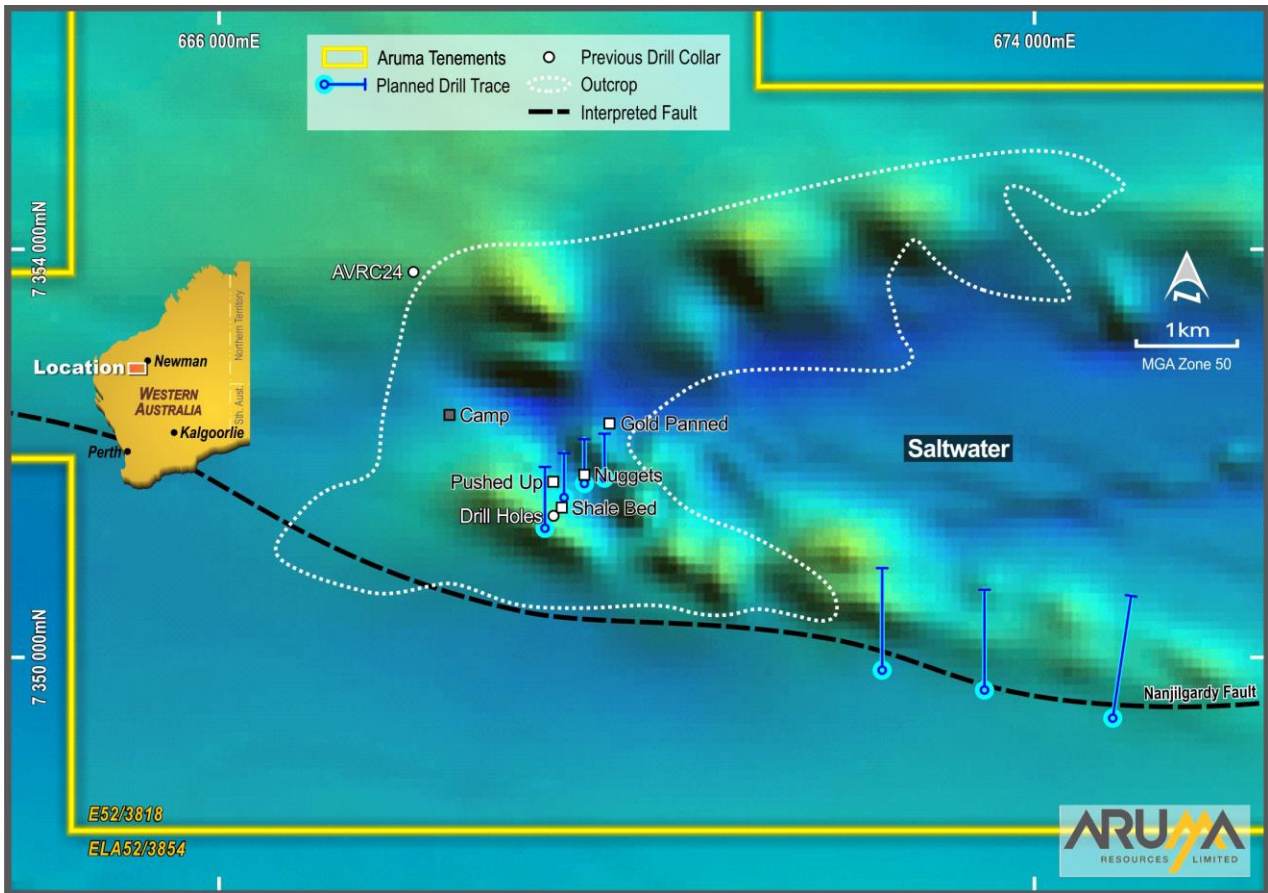 666 000mE
674 000mE
Aruma Tenements
Planned Drill Trace
Previous Drill Collar
Outcrop
Interpreted Fault
7 354 000mN
AVRC24
1km
MGA Zone 50
Location
Newman
WESTERN
AUSTRALIA
Kalgoorlie
Perth
Northern Territory
Sth. Aust.
Camp
Gold Panned
Saltwater
Pushed Up
Nuggets
Drill Holes
Shale Bed
7 350 000mN
Nanjilgardy Fault
E52/3818
ELA52/3854
ARUMA
RESOURCES LIMITED